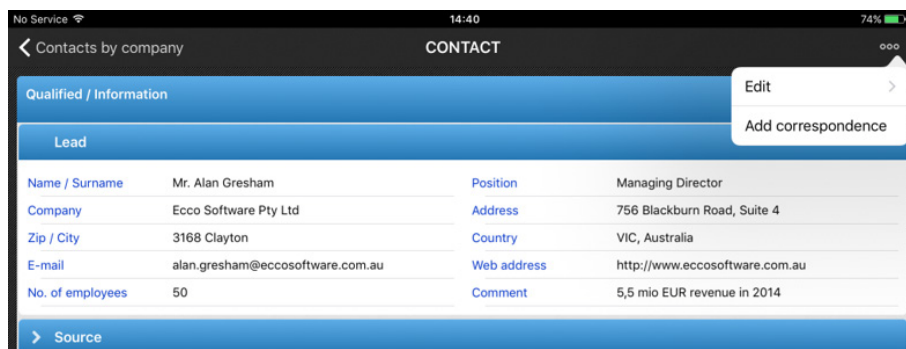 No Service 14:40 74%
Contacts by company CONTACT
Qualified / Information
Edit
Add correspondence
Lead
Name / Surname Mr. Alan Gresham Position Managing Director
Company Ecco Software Pty Ltd Address 756 Blackburn Road, Suite 4
Zip / City 3168 Clayton Country VIC, Australia
E-mail alan.gresham@eccosoftware.com.au Web address http://www.eccosoftware.com.au
No. of employees 50 Comment 5,5 mio EUR revenue in 2014
Source